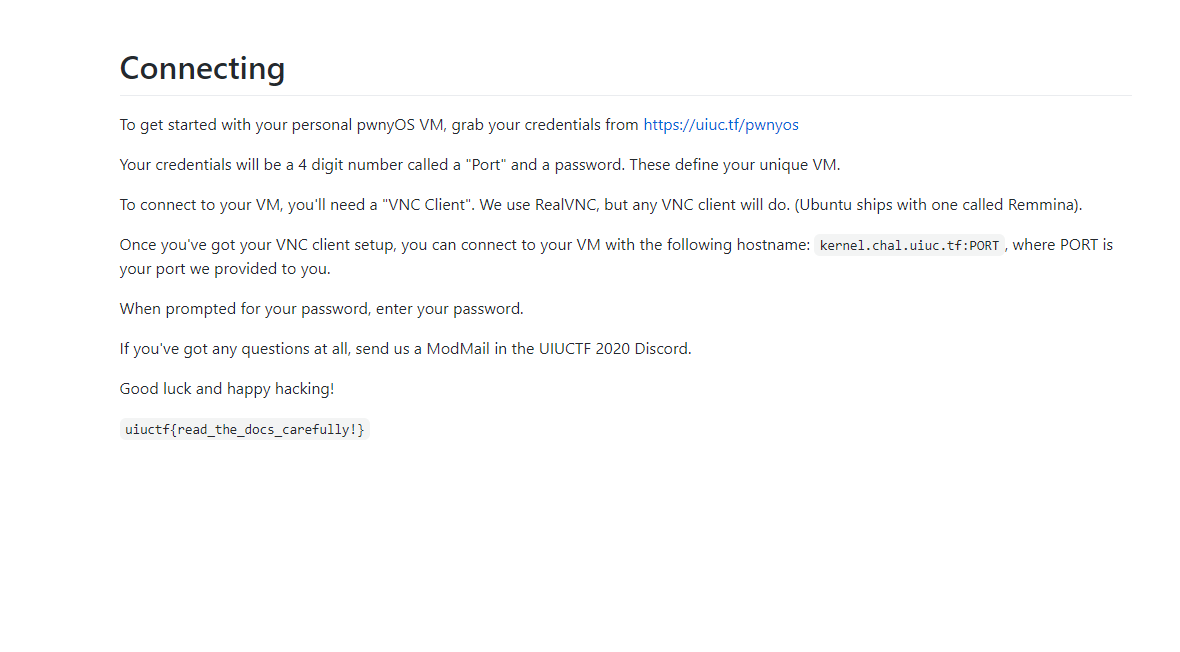 Connecting
To get started with your personal pwnyOS VM, grab your credentials from https://uiuc.tf/pwnyos
Your credentials will be a 4 digit number called a "Port" and a password. These define your unique VM.
To connect to your VM, you'll need a "VNC Client". We use RealVNC, but any VNC client will do. (Ubuntu ships with one called Remmina).
Once you've got your VNC client setup, you can connect to your VM with the following hostname: kernel.chal.uiuc.tf:PORT , where PORT is
your port we provided to you.
When prompted for your password, enter your password.
If you've got any questions at all, send us a ModMail in the UIUCTF 2020 Discord.
Good luck and happy hacking!
uiuctf{read_the_docs_carefully!}